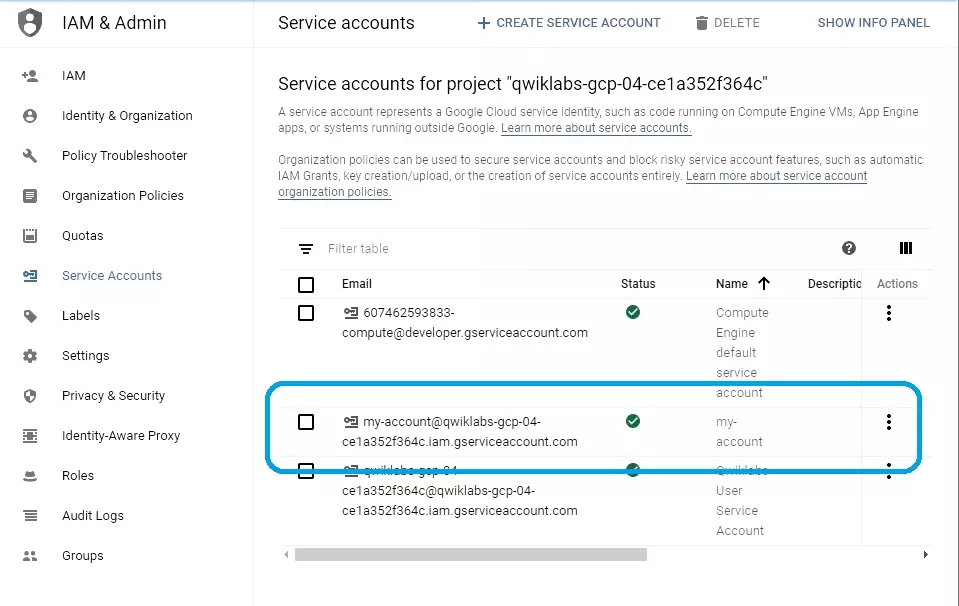 IAM & Admin
Service accounts
CREATE SERVICE ACCOUNT
DELETE
SHOW INFO PANEL
IAM
Identity & Organization
Policy Troubleshooter
Organization Policies
Quotas
Service Accounts
Labels
Settings
Privacy & Security
Identity-Aware Proxy
Roles
Audit Logs
Groups
Service accounts for project "qwiklabs-gcp-04-ce1a352f364c"
A service account represents a Google Cloud service identity, such as code running on Compute Engine VMs, App Engine
apps, or systems running outside Google. Learn more about service accounts.
Organization policies can be used to secure service accounts and block risky service account features, such as automatic
IAM Grants, key creation/upload, or the creation of service accounts entirely. Learn more about service account
organization policies.
Filter table
Email Status Name Descriptio Actions
607462593833-
compute@developer.gserviceaccount.com
Compute
Engine
default
service
account
my-account@qwiklabs-gcp-04-
ce1a352f364c.iam.gserviceaccount.com
my-
account
qwiklabs-gcp-04-
ce1a352f364c@qwiklabs-gcp-04-
ce1a352f364c.iam.gserviceaccount.com
Qwiklabs
User
Service
Account